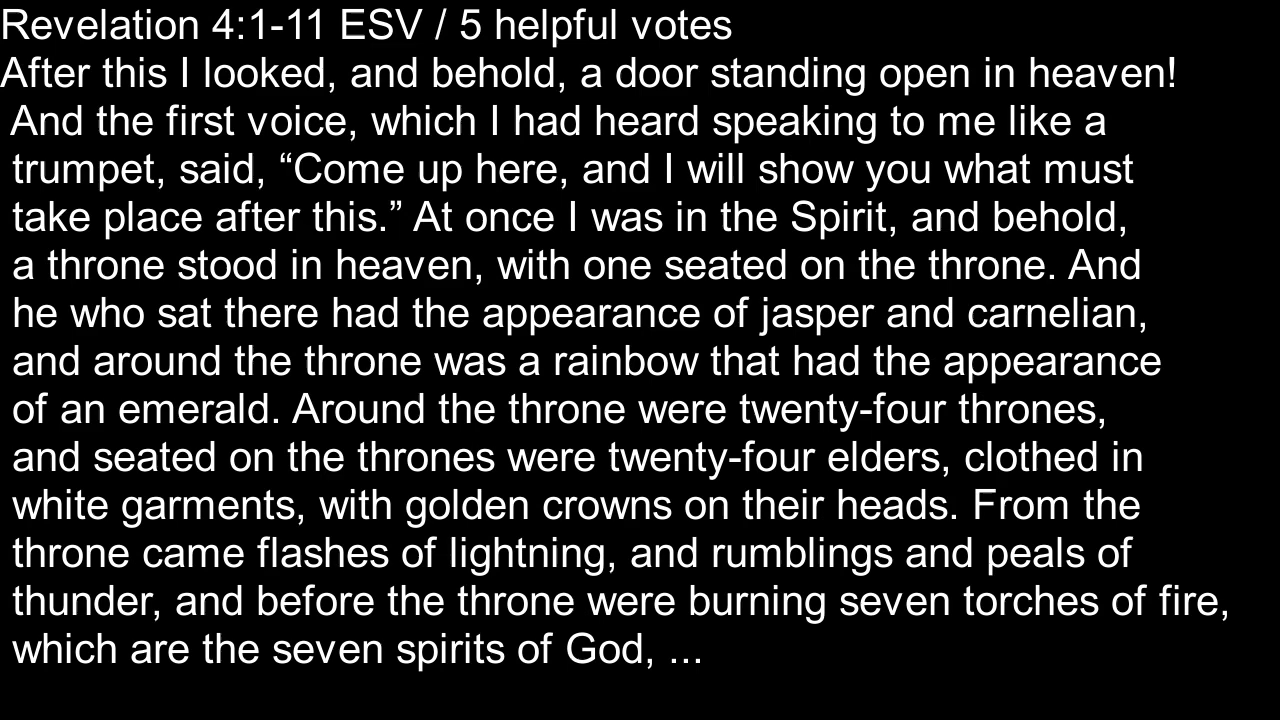 Revelation 4:1-11 ESV / 5 helpful votes
After this I looked, and behold, a door standing open in heaven!
And the first voice, which I had heard speaking to me like a
trumpet, said, “Come up here, and I will show you what must
take place after this.” At once I was in the Spirit, and behold,
a throne stood in heaven, with one seated on the throne. And
he who sat there had the appearance of jasper and carnelian,
and around the throne was a rainbow that had the appearance
of an emerald. Around the throne were twenty-four thrones,
and seated on the thrones were twenty-four elders, clothed in
white garments, with golden crowns on their heads. From the
throne came flashes of lightning, and rumblings and peals of
thunder, and before the throne were burning seven torches of fire,
which are the seven spirits of God, ...